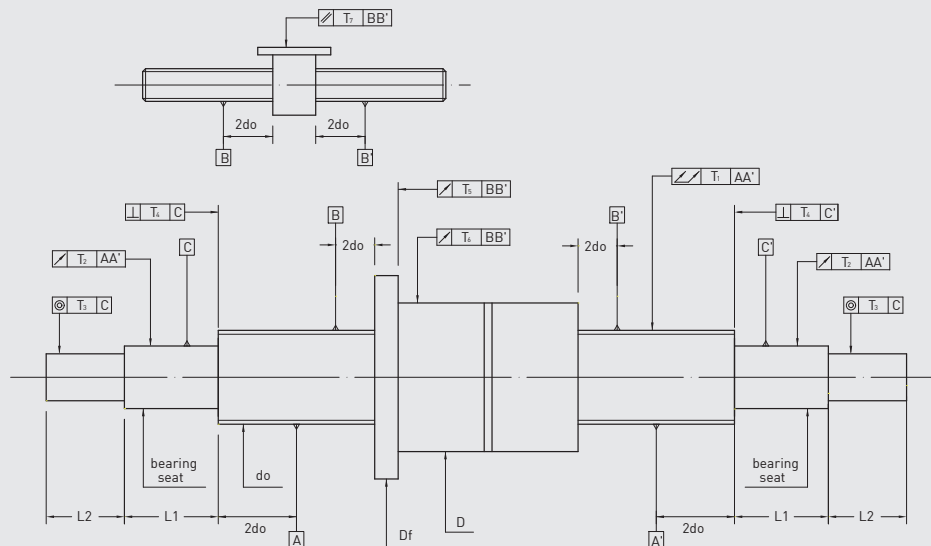 ⫽ T₇ BB'
2do 2do
B B'
⌰ T₁ AA'
↗ T₅ BB'
⊥ T₄ C
B
B'
⊥ T₄ C'
↗ T₆ BB'
2do
2do
C
C'
↗ T₂ AA'
↗ T₂ AA'
◎ T₃ C
◎ T₃ C
bearing
seat
do
bearing
seat
L2 L1 2do D 2do L1 L2
A Df A'